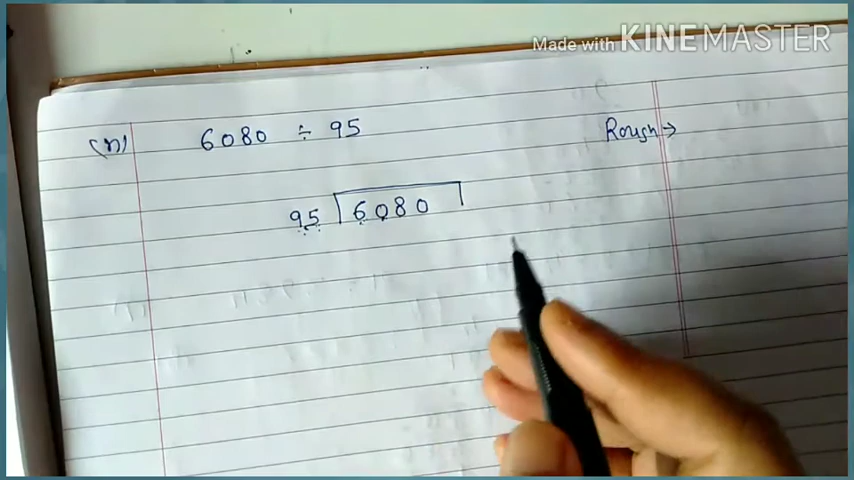 Made with KINEMASTER
(n) 6080 ÷ 95
Rough →
95 | 6080